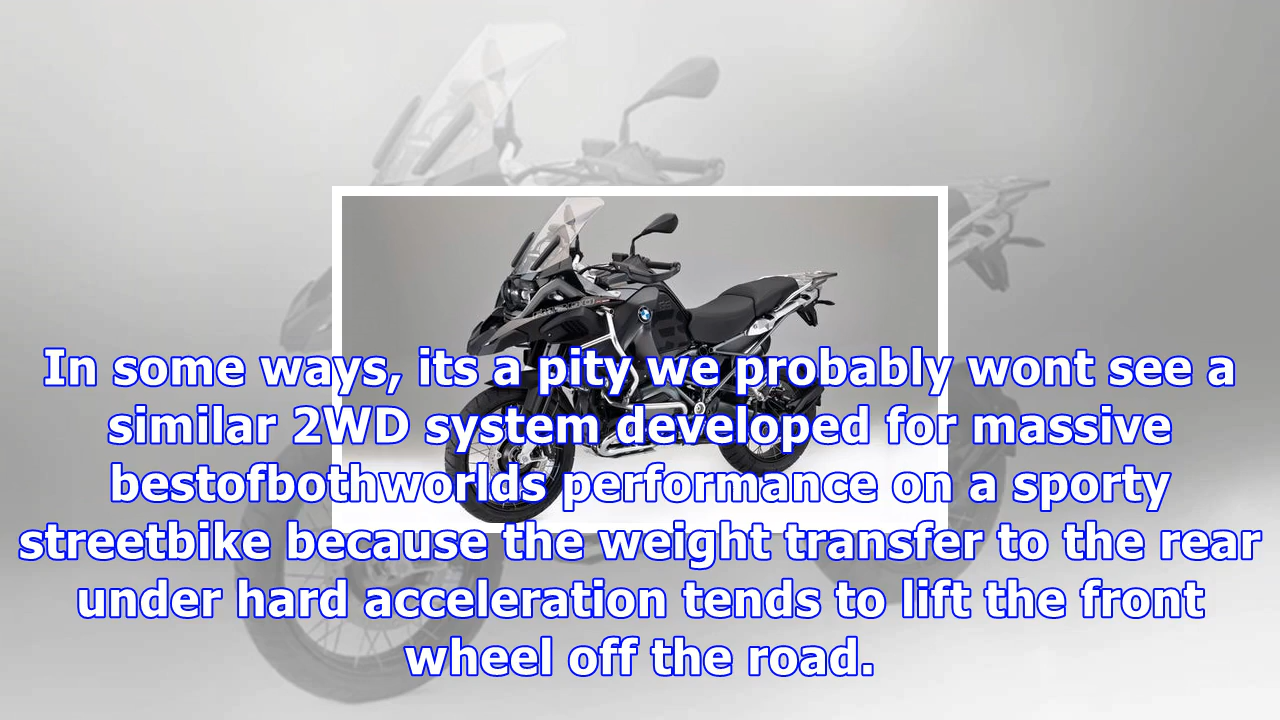 In some ways, its a pity we probably wont see a
similar 2WD system developed for massive
bestofbothworlds performance on a sporty
streetbike because the weight transfer to the rear
under hard acceleration tends to lift the front
wheel off the road.